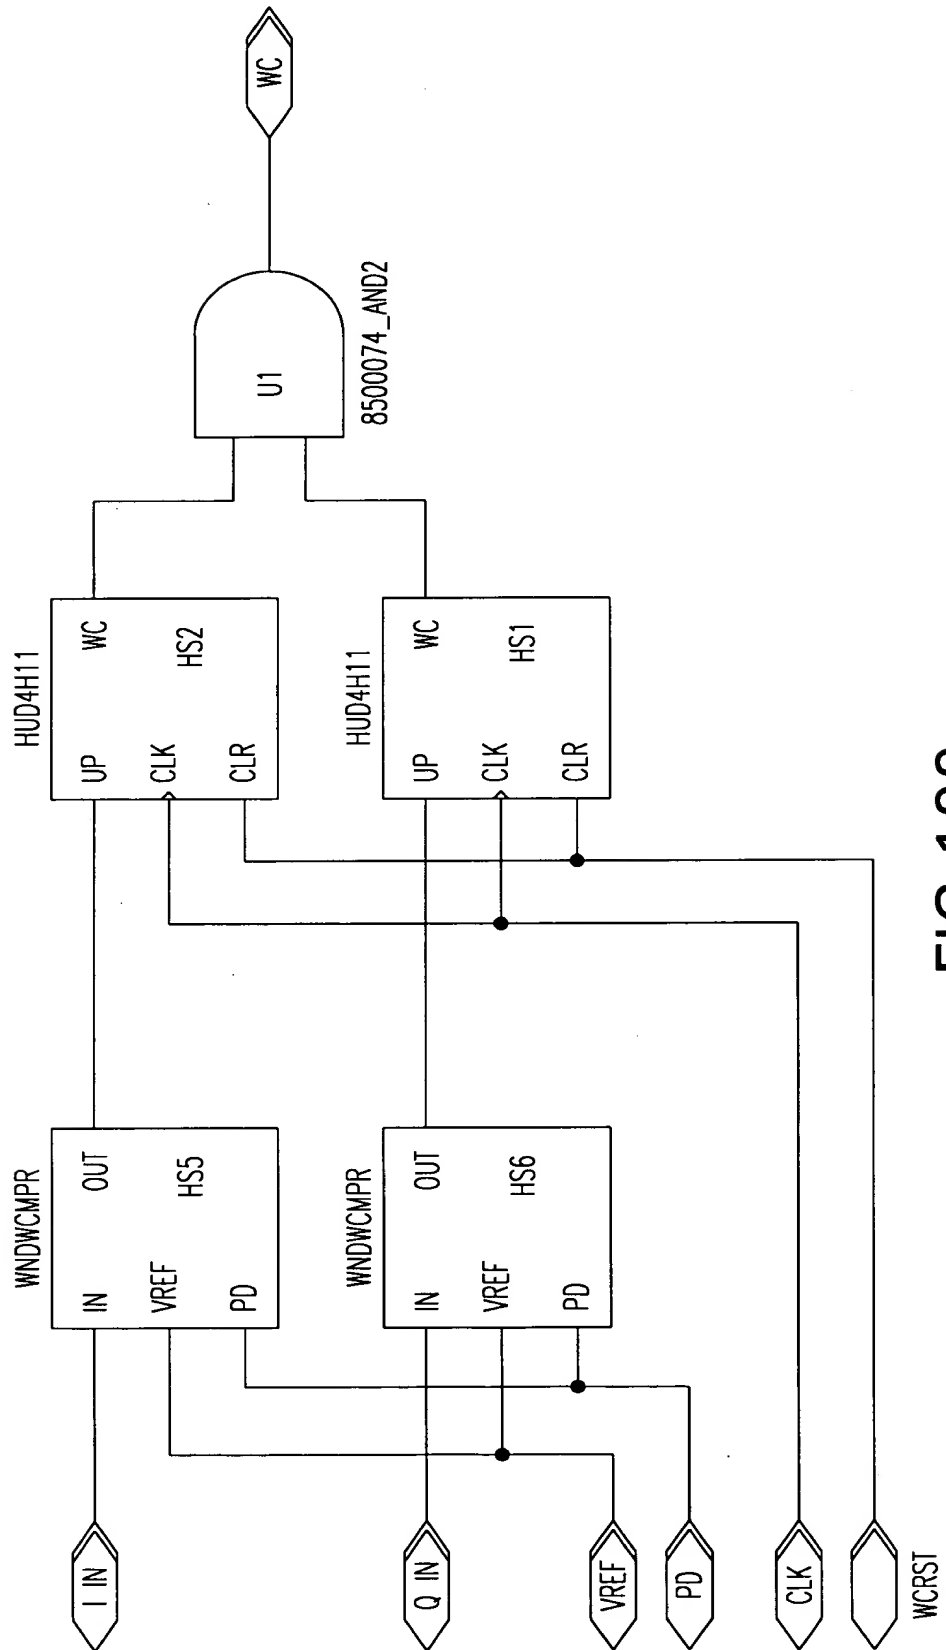 I IN
Q IN
VREF
PD
CLK
WCRST
WNDWCMPR
IN
OUT
VREF
PD
HS5
WNDWCMPR
IN
OUT
VREF
PD
HS6
HUD4H11
UP
WC
CLK
CLR
HS2
HUD4H11
UP
WC
CLK
CLR
HS1
U1
8500074_AND2
WC